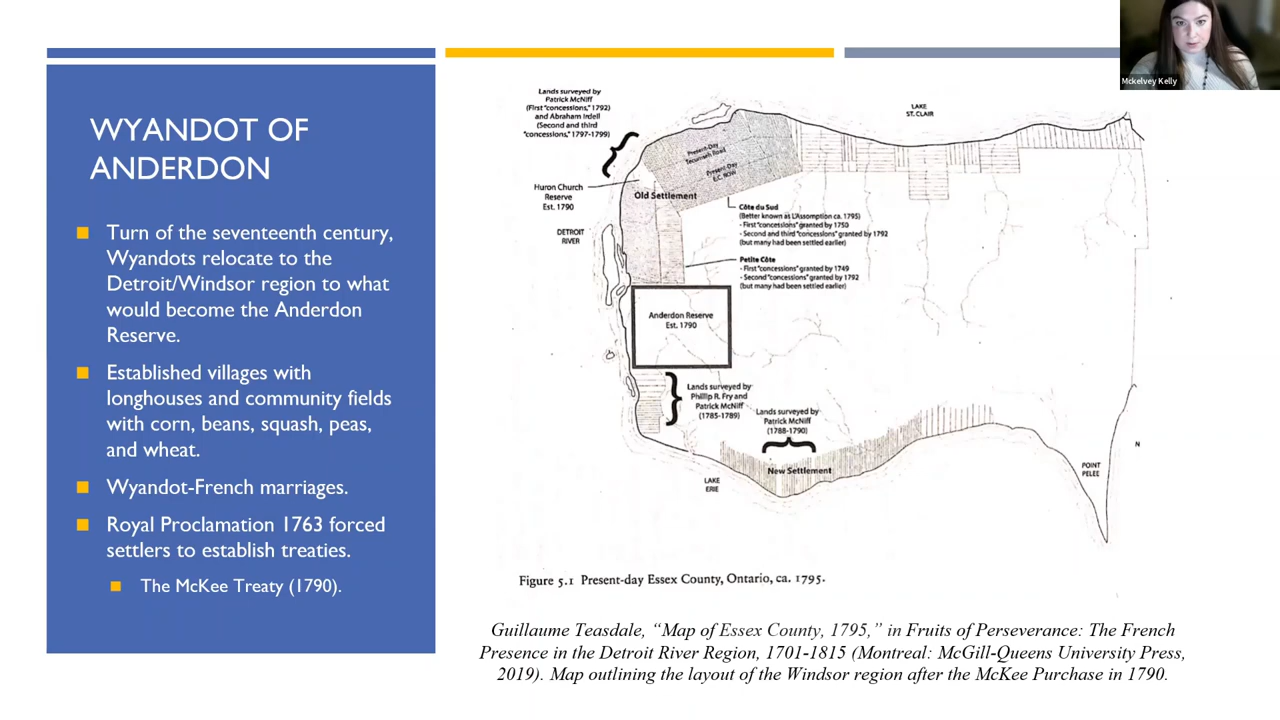 Mckelvey Kelly
WYANDOT OF
ANDERDON
Turn of the seventeenth century,
Wyandots relocate to the
Detroit/Windsor region to what
would become the Anderdon
Reserve.
Established villages with
longhouses and community fields
with corn, beans, squash, peas,
and wheat.
Wyandot-French marriages.
Royal Proclamation 1763 forced
settlers to establish treaties.
The McKee Treaty (1790).
Lands surveyed by
Patrick McNiff
(First "concessions," 1792)
and Abraham Iredell
(Second and third
"concessions," 1797-1799)
LAKE
ST. CLAIR
Present-Day
Tecumseh Road
Present-Day
E.C. ROW
Huron Church
Reserve
Est. 1790
Old Settlement
DETROIT
RIVER
Côte du Sud
(Better known as L'Assomption ca. 1795)
- First "concessions" granted by 1750
- Second and third "concessions" granted by 1792
(but many had been settled earlier)
Petite Côte
- First "concessions" granted by 1749
- Second "concessions" granted by 1792
(but many had been settled earlier)
Anderdon Reserve
Est. 1790
Lands surveyed by
Phillip R. Fry and
Patrick McNiff
(1785-1789)
Lands surveyed by
Patrick McNiff
(1788-1790)
New Settlement
LAKE
ERIE
POINT
PELEE
N
Figure 5.1 Present-day Essex County, Ontario, ca. 1795.
Guillaume Teasdale, “Map of Essex County, 1795,” in Fruits of Perseverance: The French
Presence in the Detroit River Region, 1701-1815 (Montreal: McGill-Queens University Press,
2019). Map outlining the layout of the Windsor region after the McKee Purchase in 1790.